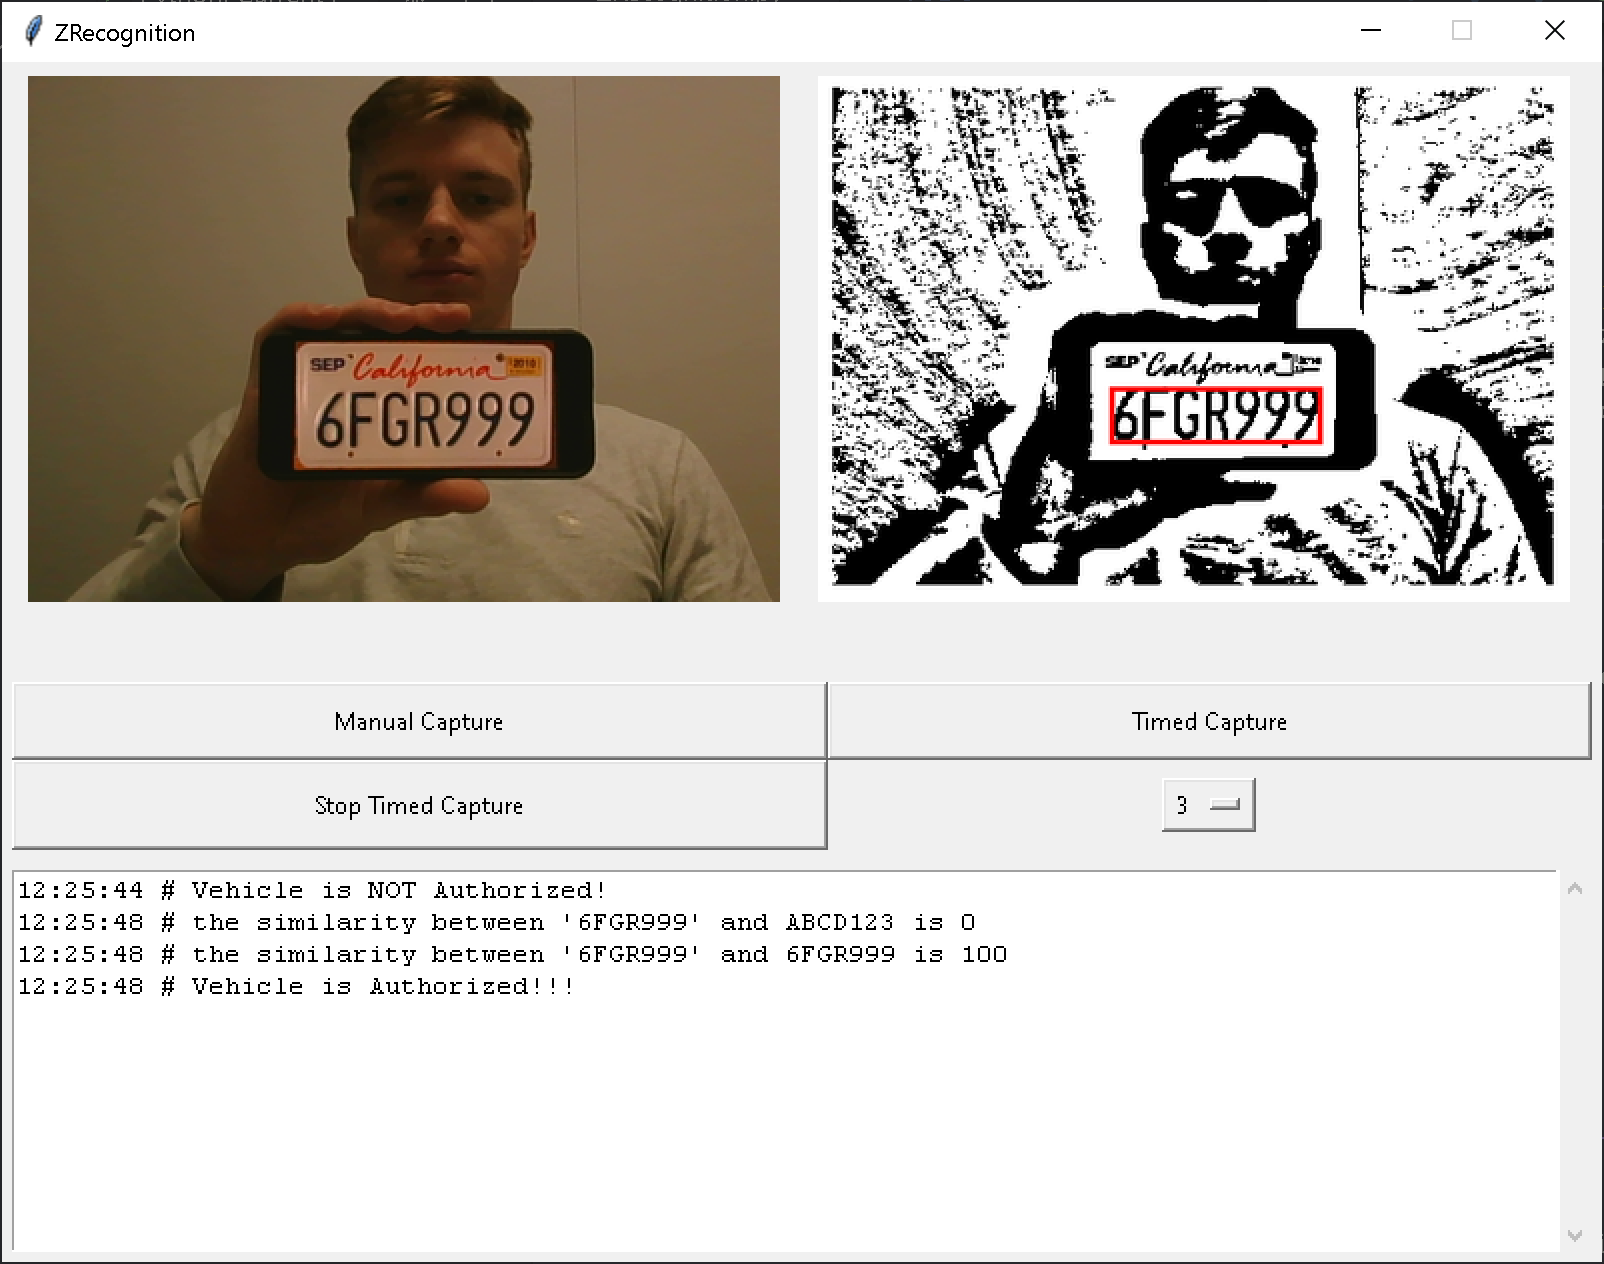 ZRecognition
SEP California 2010
6FGR999
SEP California
6FGR999
Manual Capture
Timed Capture
Stop Timed Capture
3
12:25:44 # Vehicle is NOT Authorized!
12:25:48 # the similarity between '6FGR999' and ABCD123 is 0
12:25:48 # the similarity between '6FGR999' and 6FGR999 is 100
12:25:48 # Vehicle is Authorized!!!